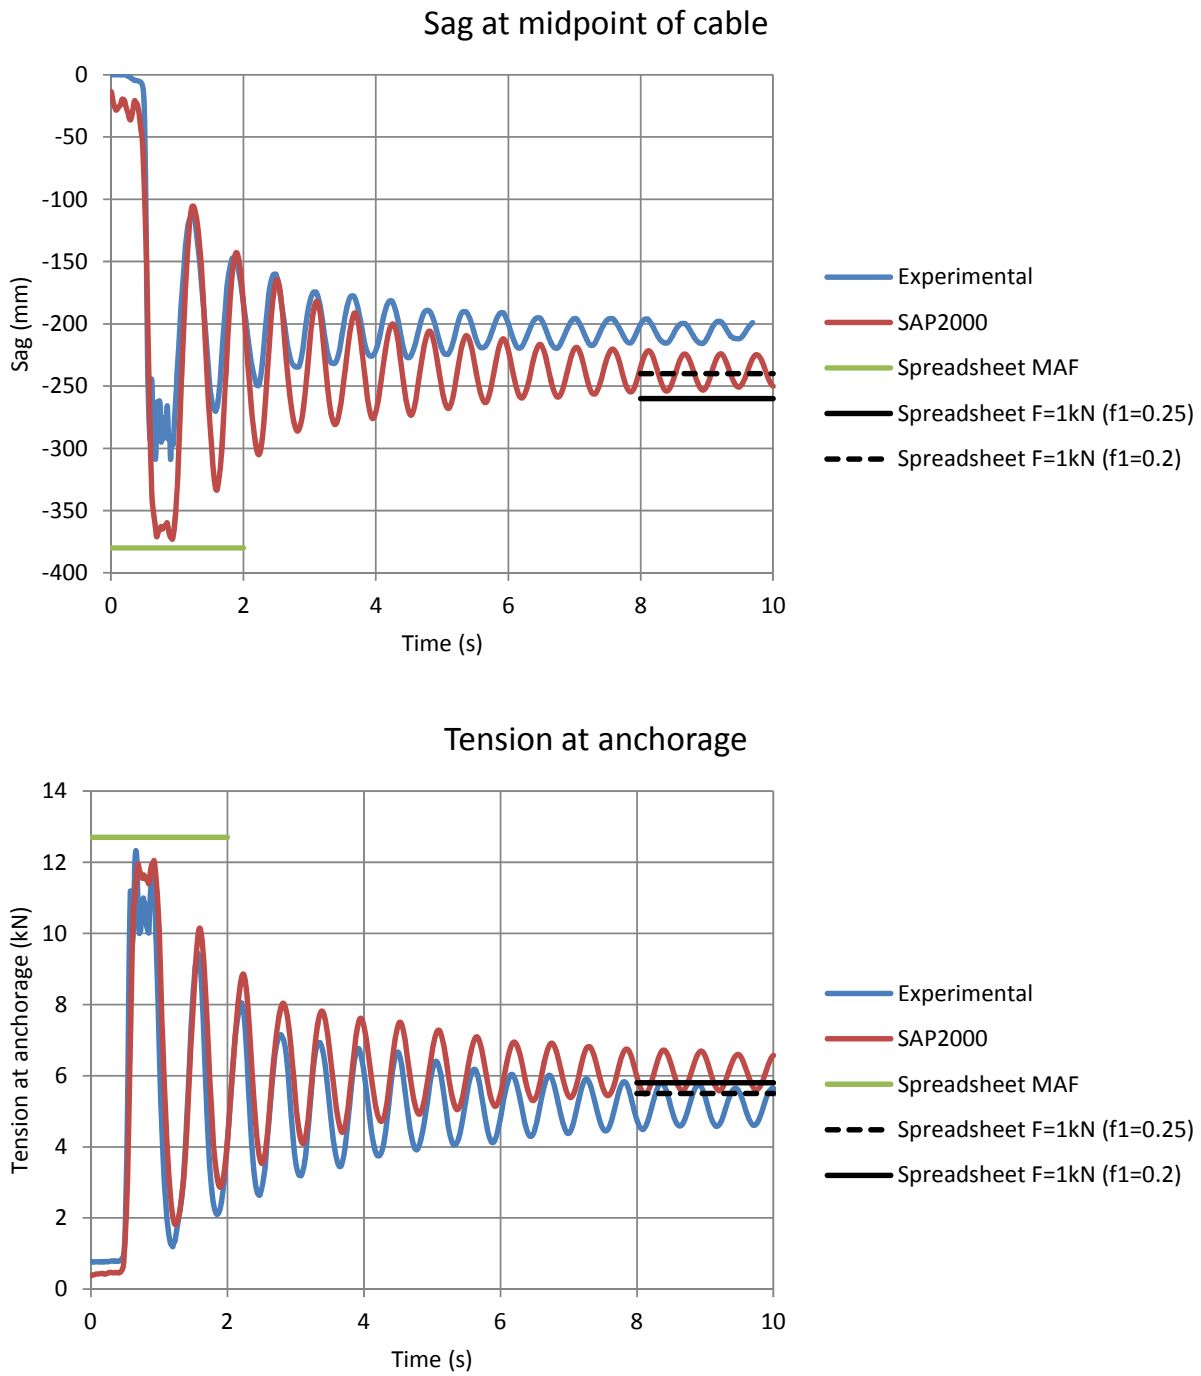 Sag at midpoint of cable
0
-50
-100
-150
-200
-250
-300
-350
-400
Sag (mm)
0 2 4 6 8 10
Time (s)
Experimental
SAP2000
Spreadsheet MAF
Spreadsheet F=1kN (f1=0.25)
Spreadsheet F=1kN (f1=0.2)
Tension at anchorage
14
12
10
8
6
4
2
0
Tension at anchorage (kN)
0 2 4 6 8 10
Time (s)
Experimental
SAP2000
Spreadsheet MAF
Spreadsheet F=1kN (f1=0.25)
Spreadsheet F=1kN (f1=0.2)